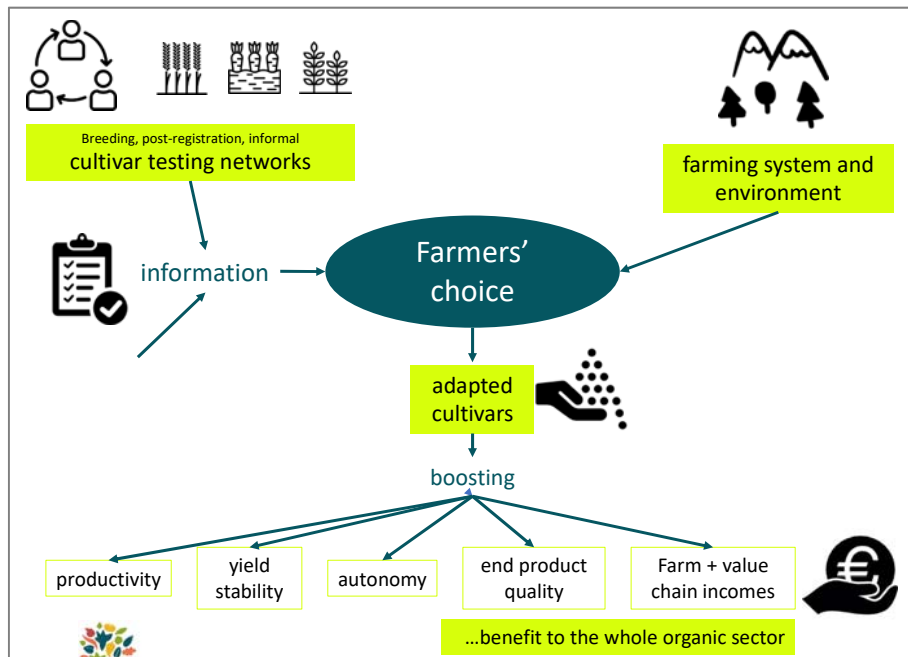 Breeding, post-registration, informal
cultivar testing networks
farming system and
environment
information
Farmers’
choice
adapted
cultivars
boosting
productivity
yield
stability
autonomy
end product
quality
Farm + value
chain incomes
€
...benefit to the whole organic sector